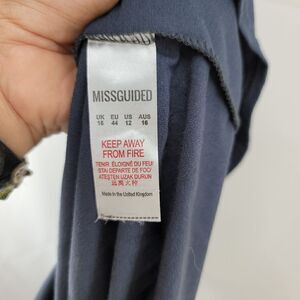 MISSGUIDED
UK EU US AUS
16 44 12 16
KEEP AWAY
FROM FIRE
TENIR ÉLOIGNÉ DU FEU
STAI DEPARTE DE FOC/
ATEŞTEN UZAK DURUN
远离火种
Made in the United Kingdom